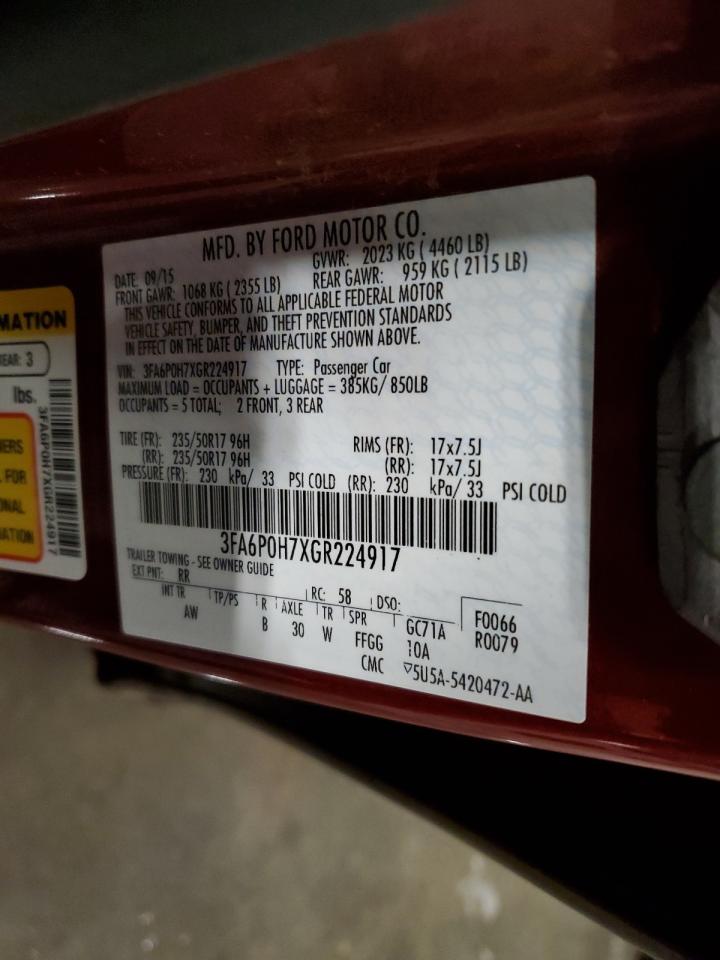 MFD. BY FORD MOTOR CO.
DATE: 09/15 GVWR: 2023 KG ( 4460 LB)
FRONT GAWR: 1068 KG ( 2355 LB) REAR GAWR: 959 KG ( 2115 LB)
THIS VEHICLE CONFORMS TO ALL APPLICABLE FEDERAL MOTOR
VEHICLE SAFETY, BUMPER, AND THEFT PREVENTION STANDARDS
IN EFFECT ON THE DATE OF MANUFACTURE SHOWN ABOVE.
VIN: 3FA6P0H7XGR224917 TYPE: Passenger Car
MAXIMUM LOAD = OCCUPANTS + LUGGAGE = 385KG/ 850LB
OCCUPANTS = 5 TOTAL; 2 FRONT, 3 REAR
TIRE (FR): 235/50R17 96H RIMS (FR): 17x7.5J
(RR): 235/50R17 96H (RR): 17x7.5J
PRESSURE (FR): 230 kPa/ 33 PSI COLD (RR): 230 kPa/ 33 PSI COLD
3FA6P0H7XGR224917
TRAILER TOWING - SEE OWNER GUIDE
EXT PNT: RR RC: 58 DSO:
INT TR TP/PS R AXLE TR SPR GC71A F0066
AW B 30 W FFGG 10A R0079
CMC 5U5A-5420472-AA
MATION
REAR: 3
lbs.
3FA6P0H7XGR224917
NERS
FOR
ONAL
ATION